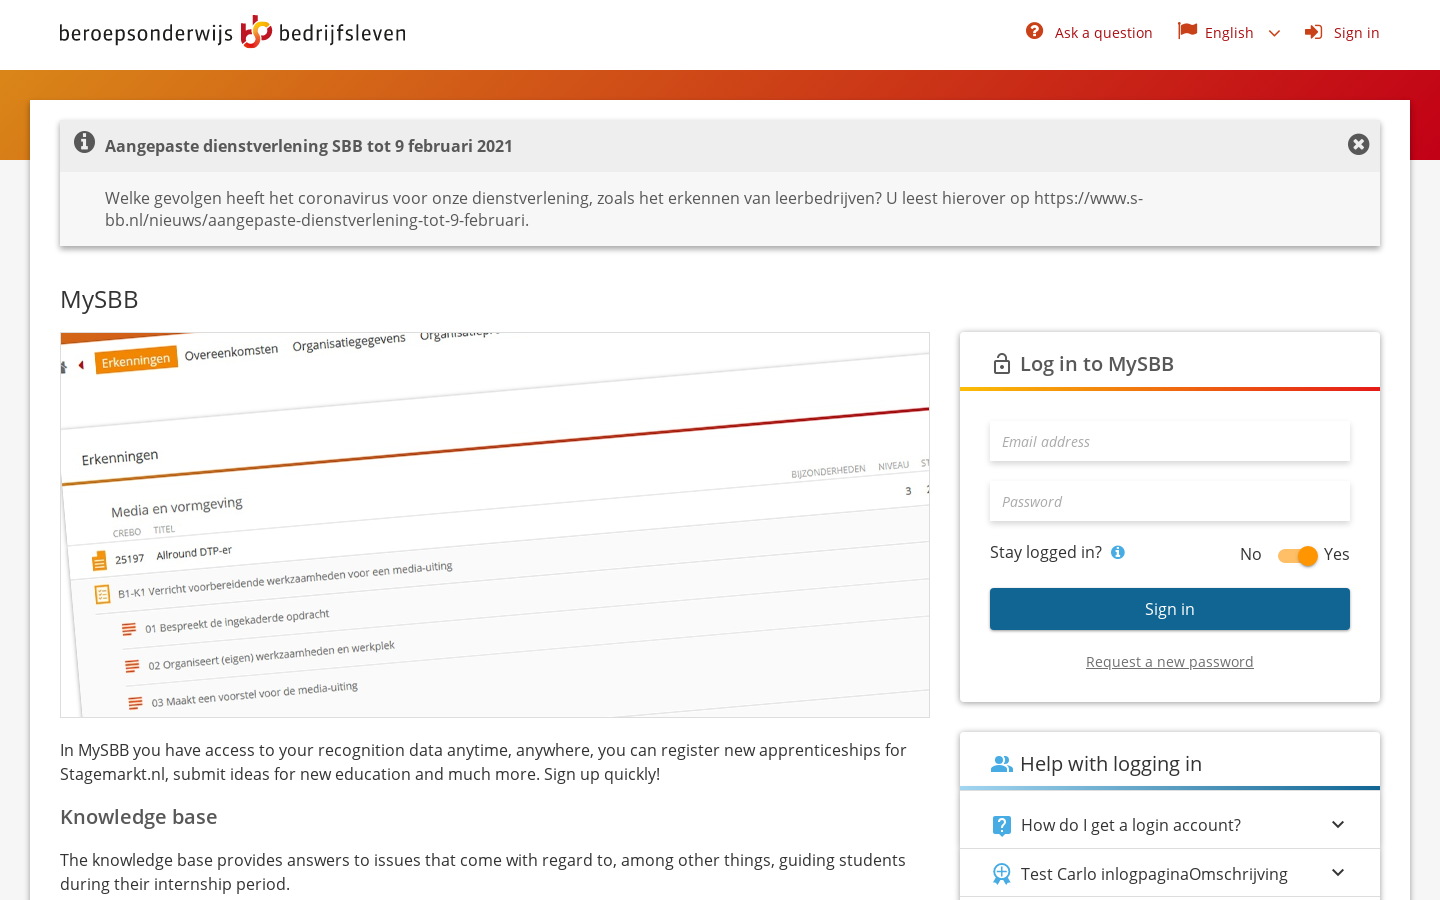 beroepsonderwijs bedrijfsleven
Ask a question
English
Sign in
Aangepaste dienstverlening SBB tot 9 februari 2021
Welke gevolgen heeft het coronavirus voor onze dienstverlening, zoals het erkennen van leerbedrijven? U leest hierover op https://www.s-
bb.nl/nieuws/aangepaste-dienstverlening-tot-9-februari.
MySBB
Erkenningen Overeenkomsten Organisatiegegevens
Erkenningen
Media en vormgeving
BIJZONDERHEDEN NIVEAU
CREBO TITEL
3
25197 Allround DTP-er
B1-K1 Verricht voorbereidende werkzaamheden voor een media-uiting
01 Bespreekt de ingekaderde opdracht
02 Organiseert (eigen) werkzaamheden en werkplek
03 Maakt een voorstel voor de media-uiting
Log in to MySBB
Email address
Password
Stay logged in?
No Yes
Sign in
Request a new password
In MySBB you have access to your recognition data anytime, anywhere, you can register new apprenticeships for
Stagemarkt.nl, submit ideas for new education and much more. Sign up quickly!
Knowledge base
The knowledge base provides answers to issues that come with regard to, among other things, guiding students
during their internship period.
Help with logging in
How do I get a login account?
Test Carlo inlogpaginaOmschrijving